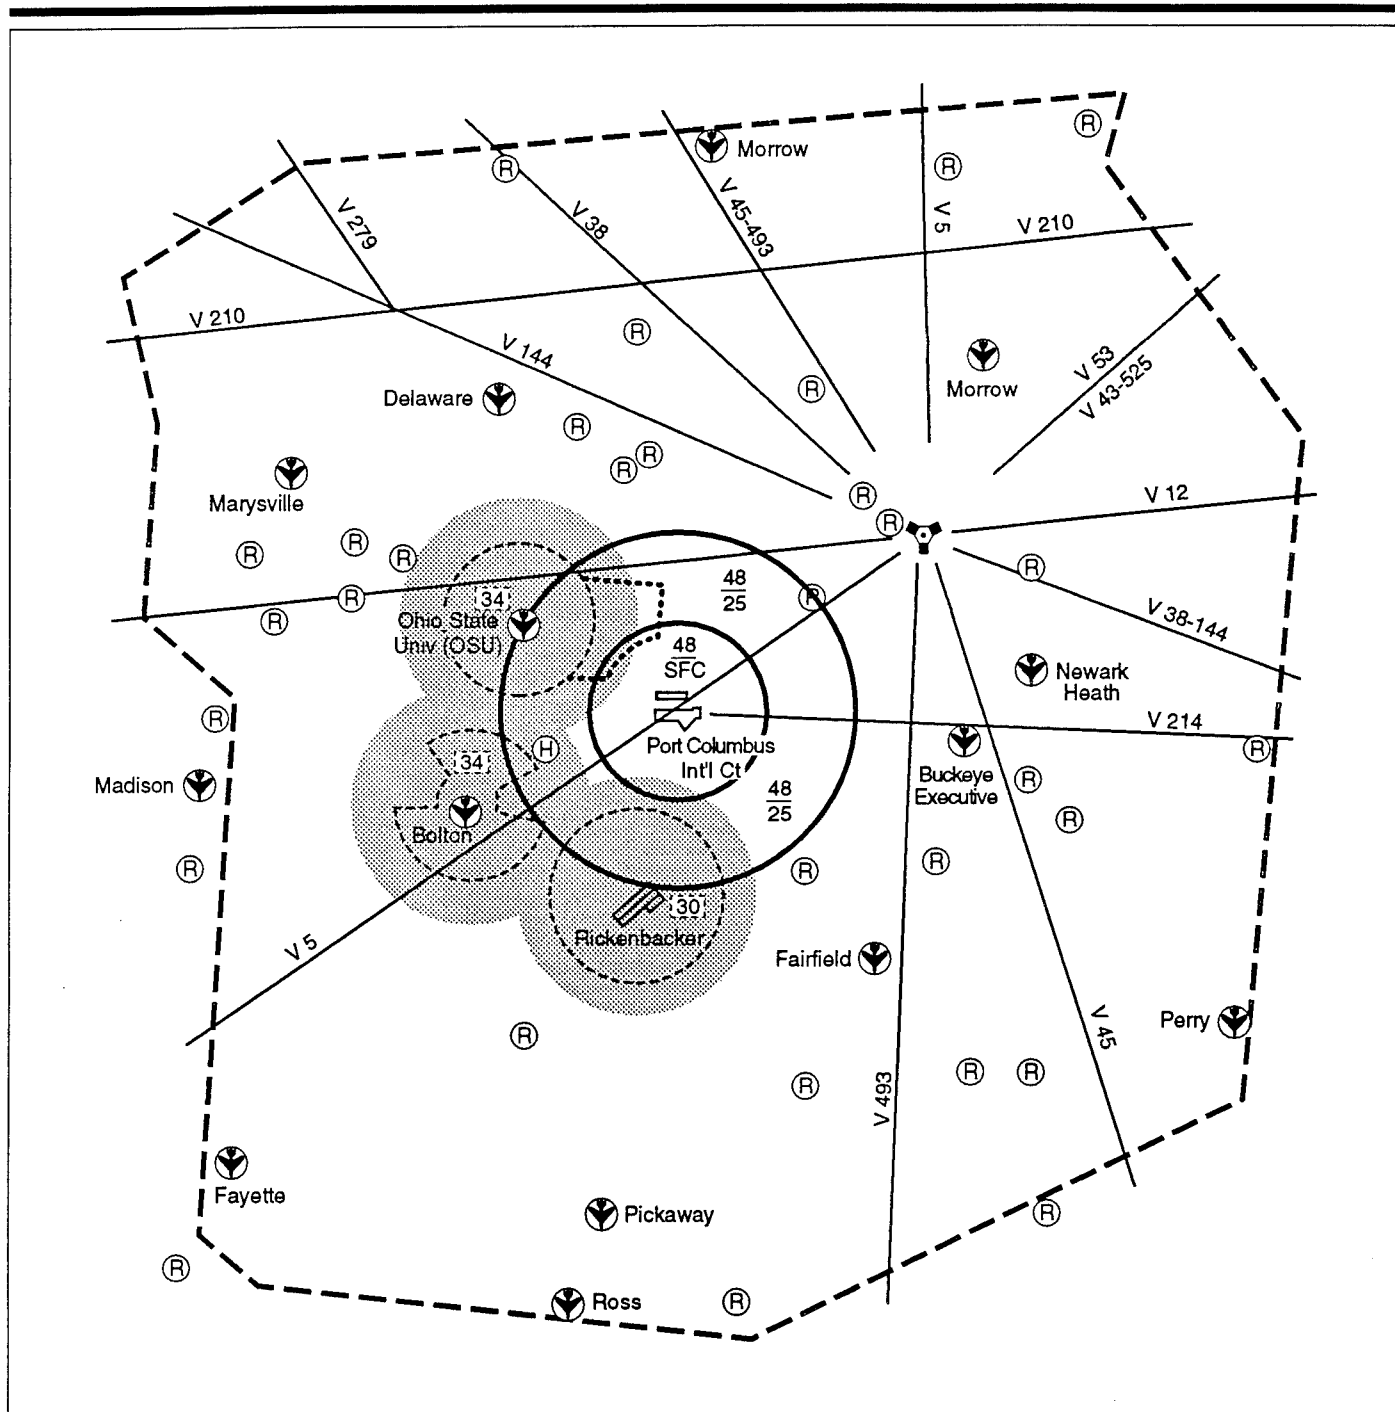 R
R
Morrow
R
V 279
V 38
V 45-493
V 5
V 210
V 210
R
V 144
R
Morrow
V 53
V 43-525
Delaware
R
R
R
Marysville
R
R
V 12
R
R
R
R
R
R
34
Ohio State
Univ (OSU)
48
25
R
48
SFC
V 38-144
Newark
Heath
R
H
Port Columbus
Int'l Ct
V 214
R
34
Madison
Bolton
48
25
Buckeye
Executive
R
R
R
R
R
30
Rickenbacker
V 5
Fairfield
Perry
V 45
R
R
R
R
V 493
Fayette
Pickaway
R
R
Ross
R